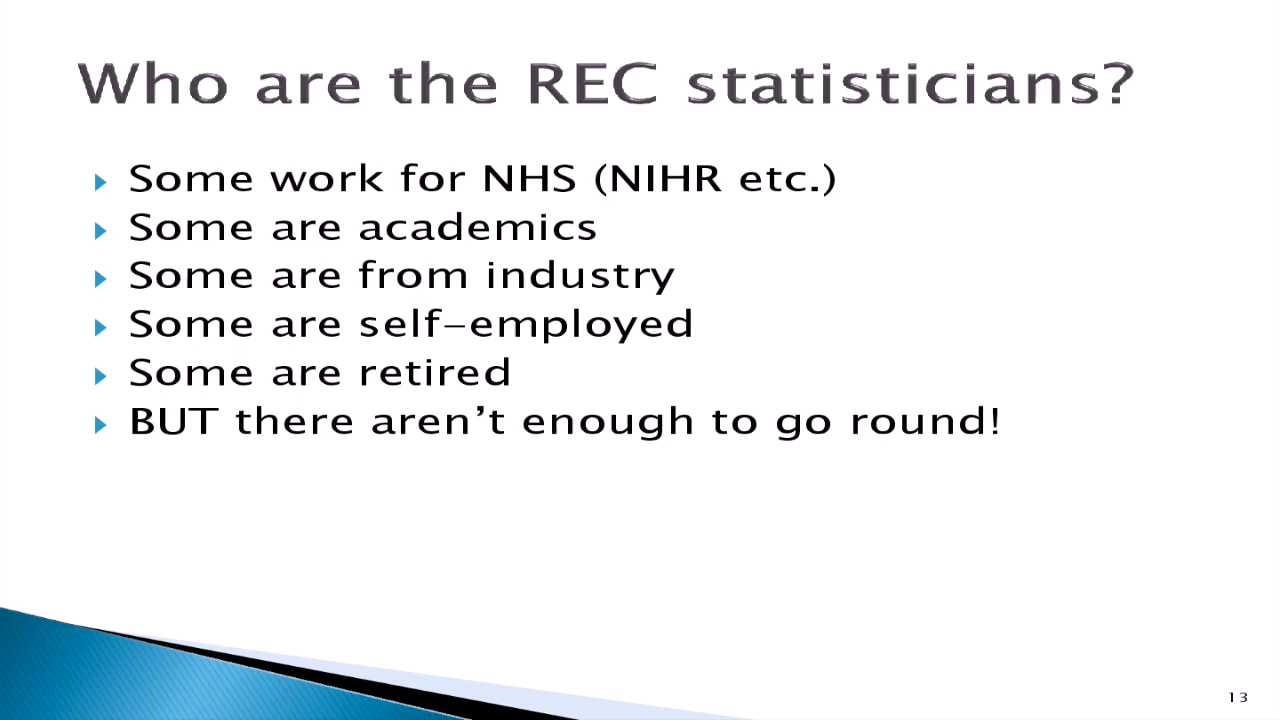 Who are the REC statisticians?
Some work for NHS (NIHR etc.)
Some are academics
Some are from industry
Some are self–employed
Some are retired
BUT there aren’t enough to go round!
13